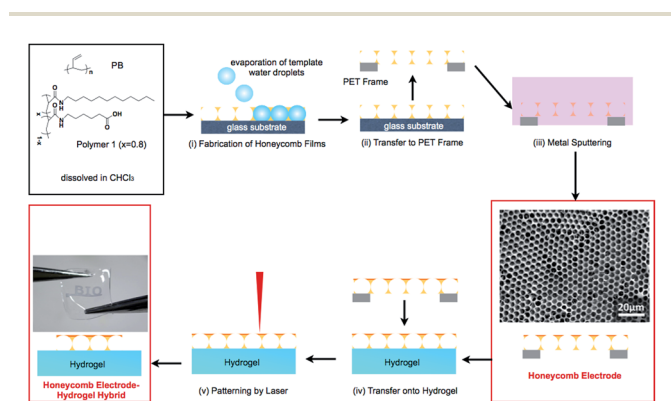 PB
n
O
N
H
x
O
N
H
OH
O
1-x
Polymer 1 (x=0.8)
dissolved in CHCl₃
evaporation of template
water droplets
glass substrate
(i) Fabrication of Honeycomb Films
PET Frame
glass substrate
(ii) Transfer to PET Frame
(iii) Metal Sputtering
20μm
Honeycomb Electrode
Hydrogel
(iv) Transfer onto Hydrogel
Hydrogel
(v) Patterning by Laser
BIO
Hydrogel
Honeycomb Electrode-
Hydrogel Hybrid